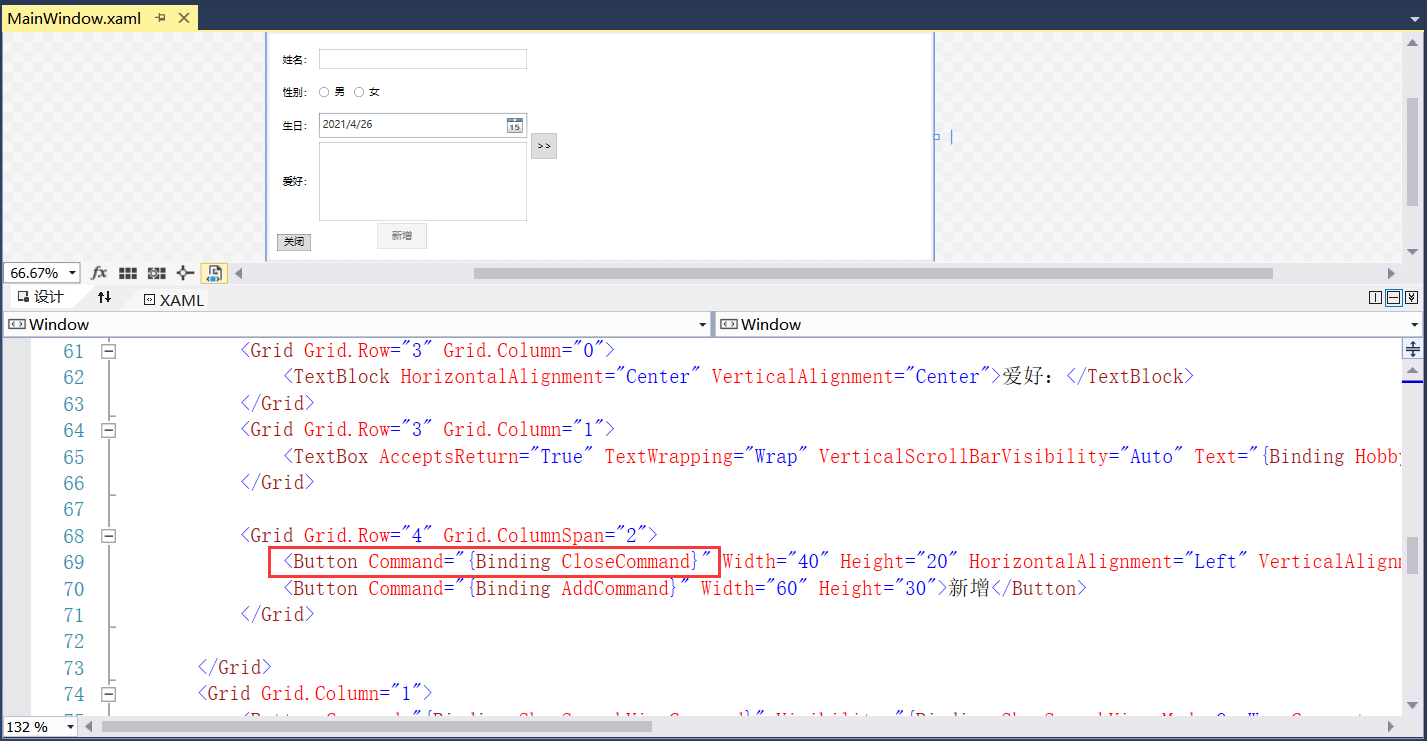 MainWindow.xaml
姓名：
性别： 男 女
生日： 2021/4/26 15
>>
爱好：
关闭 新增
66.67% fx
设计 XAML
Window Window
61 <Grid Grid.Row="3" Grid.Column="0">
62 <TextBlock HorizontalAlignment="Center" VerticalAlignment="Center">爱好：</TextBlock>
63 </Grid>
64 <Grid Grid.Row="3" Grid.Column="1">
65 <TextBox AcceptsReturn="True" TextWrapping="Wrap" VerticalScrollBarVisibility="Auto" Text="{Binding Hobby
66 </Grid>
67
68 <Grid Grid.Row="4" Grid.ColumnSpan="2">
69 <Button Command="{Binding CloseCommand}" Width="40" Height="20" HorizontalAlignment="Left" VerticalAlignm
70 <Button Command="{Binding AddCommand}" Width="60" Height="30">新增</Button>
71 </Grid>
72
73 </Grid>
74 <Grid Grid.Column="1">
132 %